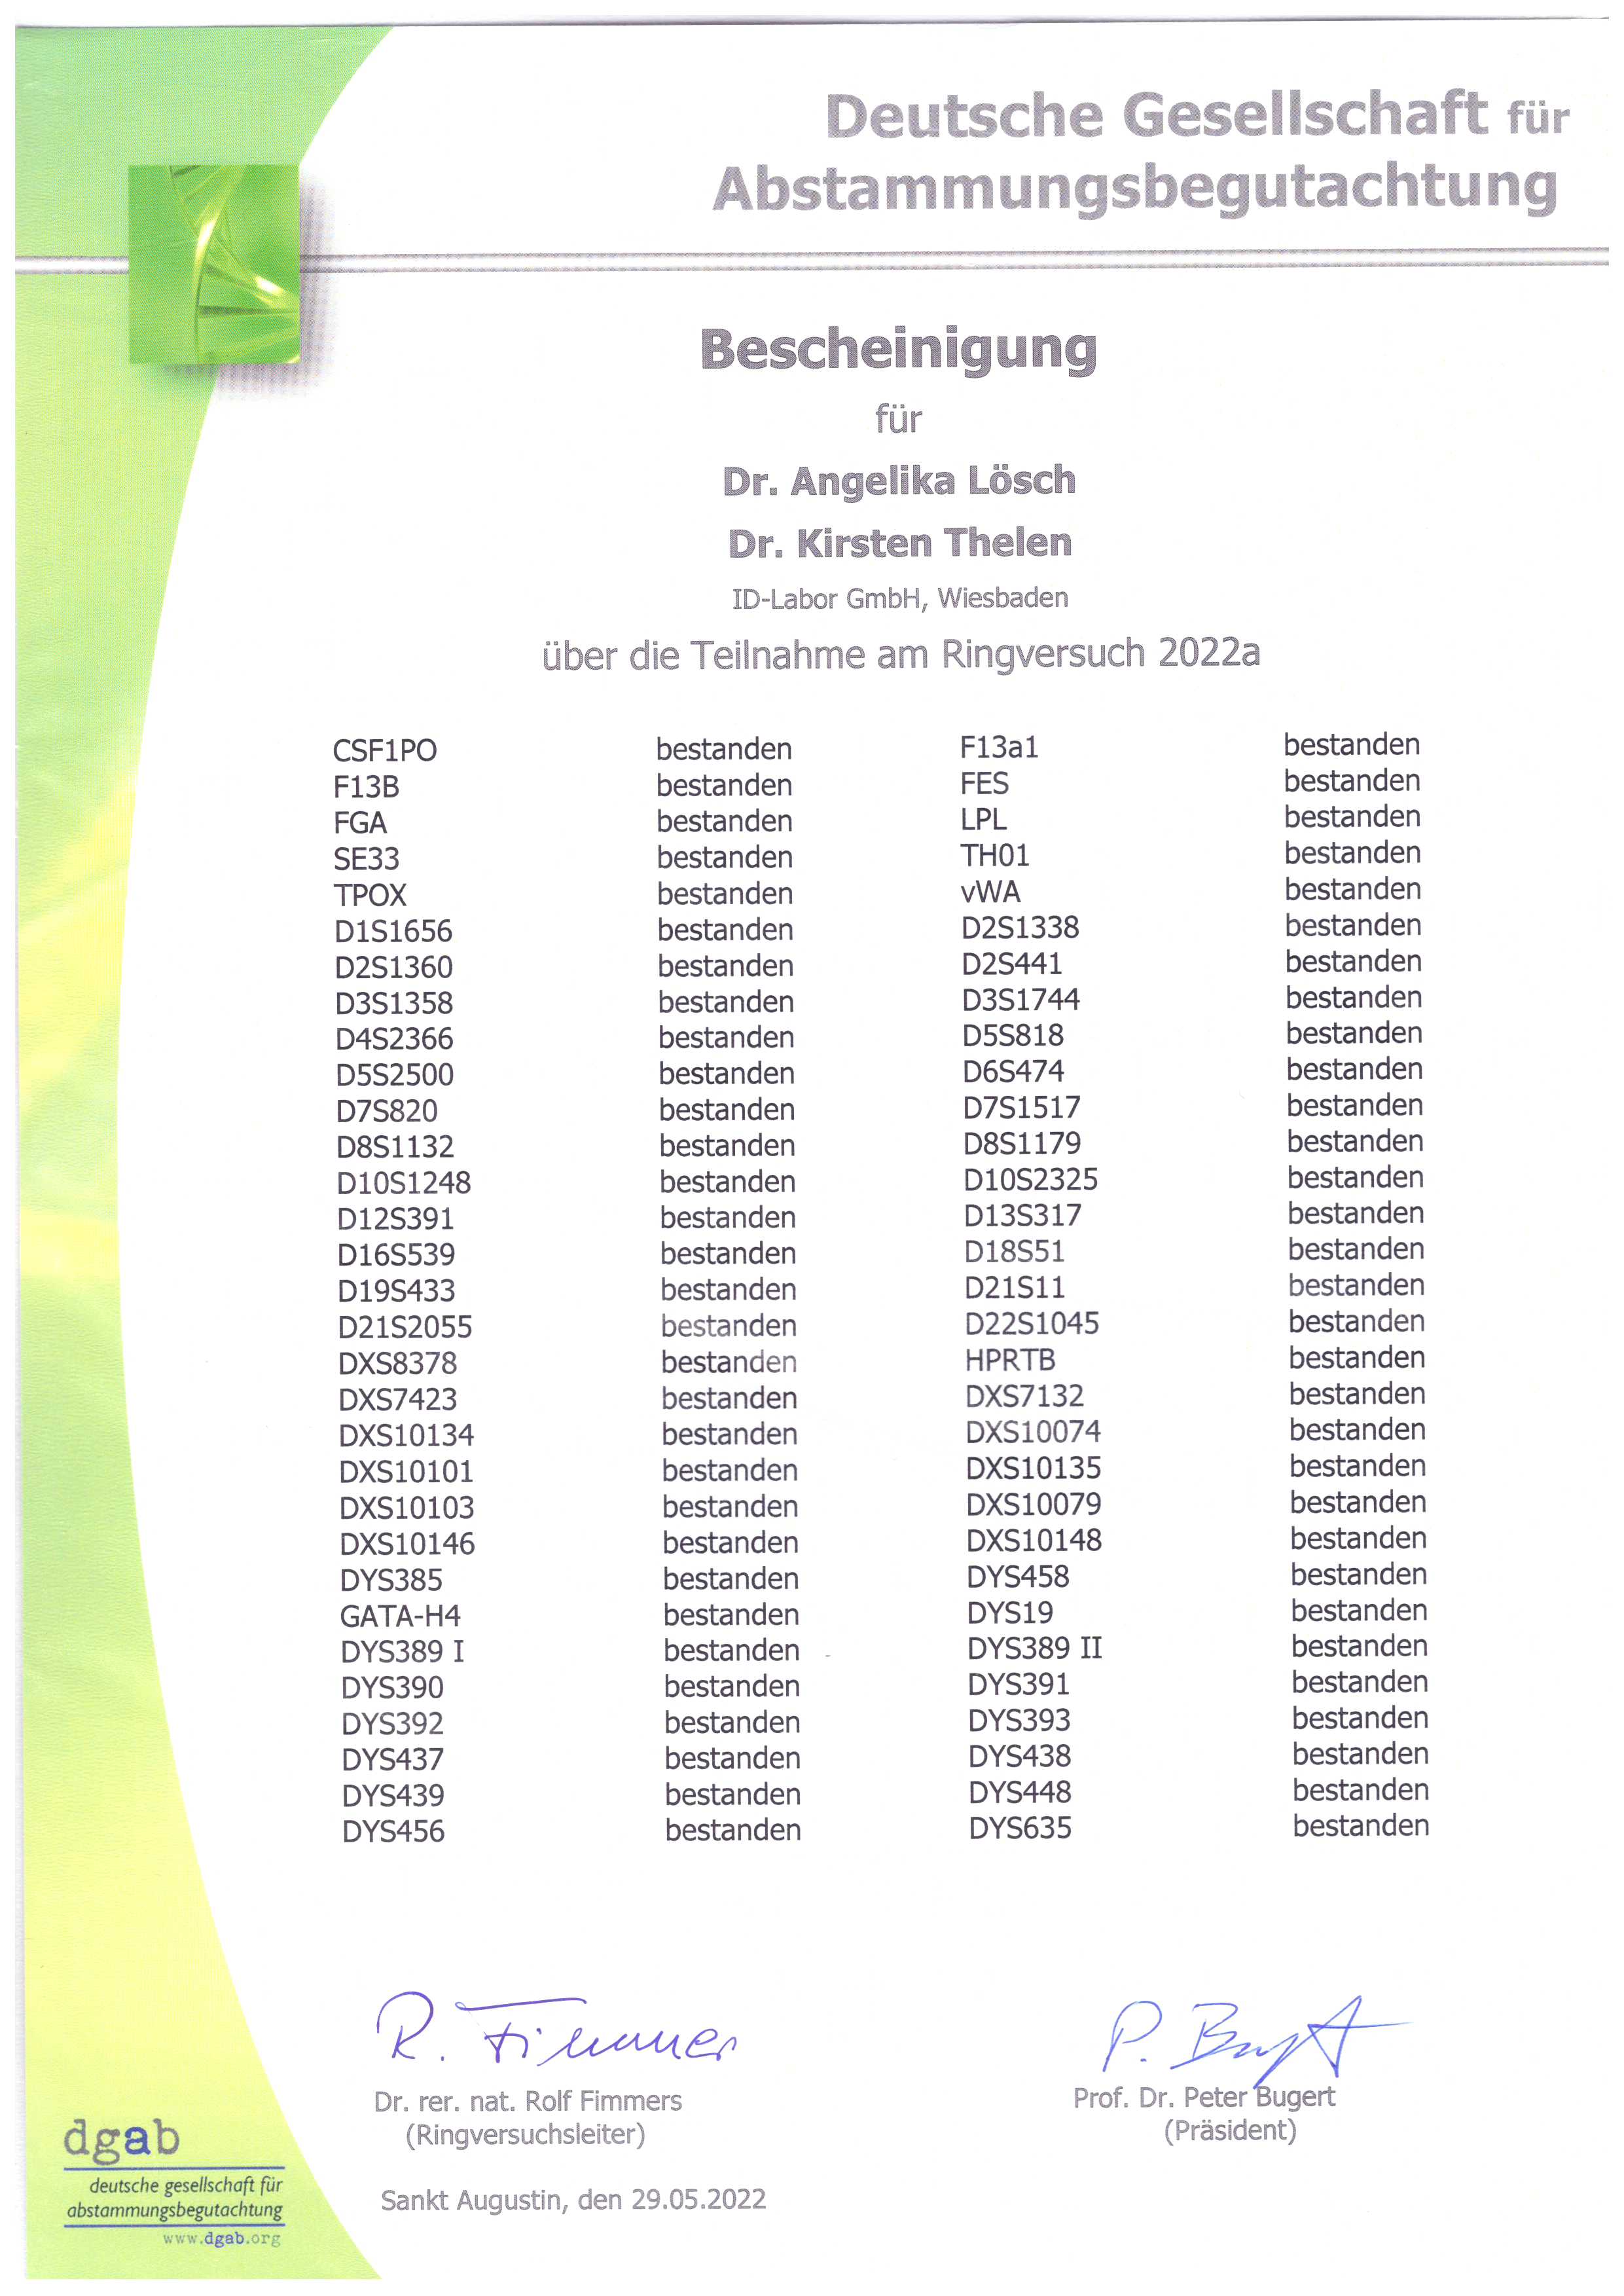 Deutsche Gesellschaft für
Abstammungsbegutachtung
Bescheinigung
für
Dr. Angelika Lösch
Dr. Kirsten Thelen
ID-Labor GmbH, Wiesbaden
über die Teilnahme am Ringversuch 2022a
CSF1PO bestanden F13a1 bestanden
F13B bestanden FES bestanden
FGA bestanden LPL bestanden
SE33 bestanden TH01 bestanden
TPOX bestanden vWA bestanden
D1S1656 bestanden D2S1338 bestanden
D2S1360 bestanden D2S441 bestanden
D3S1358 bestanden D3S1744 bestanden
D4S2366 bestanden D5S818 bestanden
D5S2500 bestanden D6S474 bestanden
D7S820 bestanden D7S1517 bestanden
D8S1132 bestanden D8S1179 bestanden
D10S1248 bestanden D10S2325 bestanden
D12S391 bestanden D13S317 bestanden
D16S539 bestanden D18S51 bestanden
D19S433 bestanden D21S11 bestanden
D21S2055 bestanden D22S1045 bestanden
DXS8378 bestanden HPRTB bestanden
DXS7423 bestanden DXS7132 bestanden
DXS10134 bestanden DXS10074 bestanden
DXS10101 bestanden DXS10135 bestanden
DXS10103 bestanden DXS10079 bestanden
DXS10146 bestanden DXS10148 bestanden
DYS385 bestanden DYS458 bestanden
GATA-H4 bestanden DYS19 bestanden
DYS389 I bestanden DYS389 II bestanden
DYS390 bestanden DYS391 bestanden
DYS392 bestanden DYS393 bestanden
DYS437 bestanden DYS438 bestanden
DYS439 bestanden DYS448 bestanden
DYS456 bestanden DYS635 bestanden
R. Fimmers P. Bugert
Dr. rer. nat. Rolf Fimmers Prof. Dr. Peter Bugert
(Ringversuchsleiter) (Präsident)
Sankt Augustin, den 29.05.2022
dgab
deutsche gesellschaft für
abstammungsbegutachtung
www.dgab.org